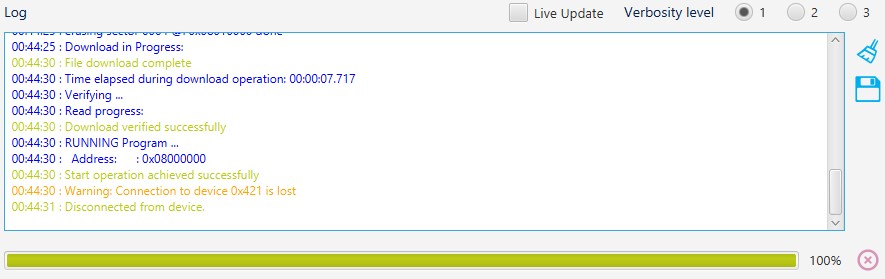 Log
Live Update
Verbosity level
1
2
3
00:44:25 : Download in Progress:
00:44:30 : File download complete
00:44:30 : Time elapsed during download operation: 00:00:07.717
00:44:30 : Verifying ...
00:44:30 : Read progress:
00:44:30 : Download verified successfully
00:44:30 : RUNNING Program ...
00:44:30 :   Address:      : 0x08000000
00:44:30 : Start operation achieved successfully
00:44:30 : Warning: Connection to device 0x421 is lost
00:44:31 : Disconnected from device.
100%